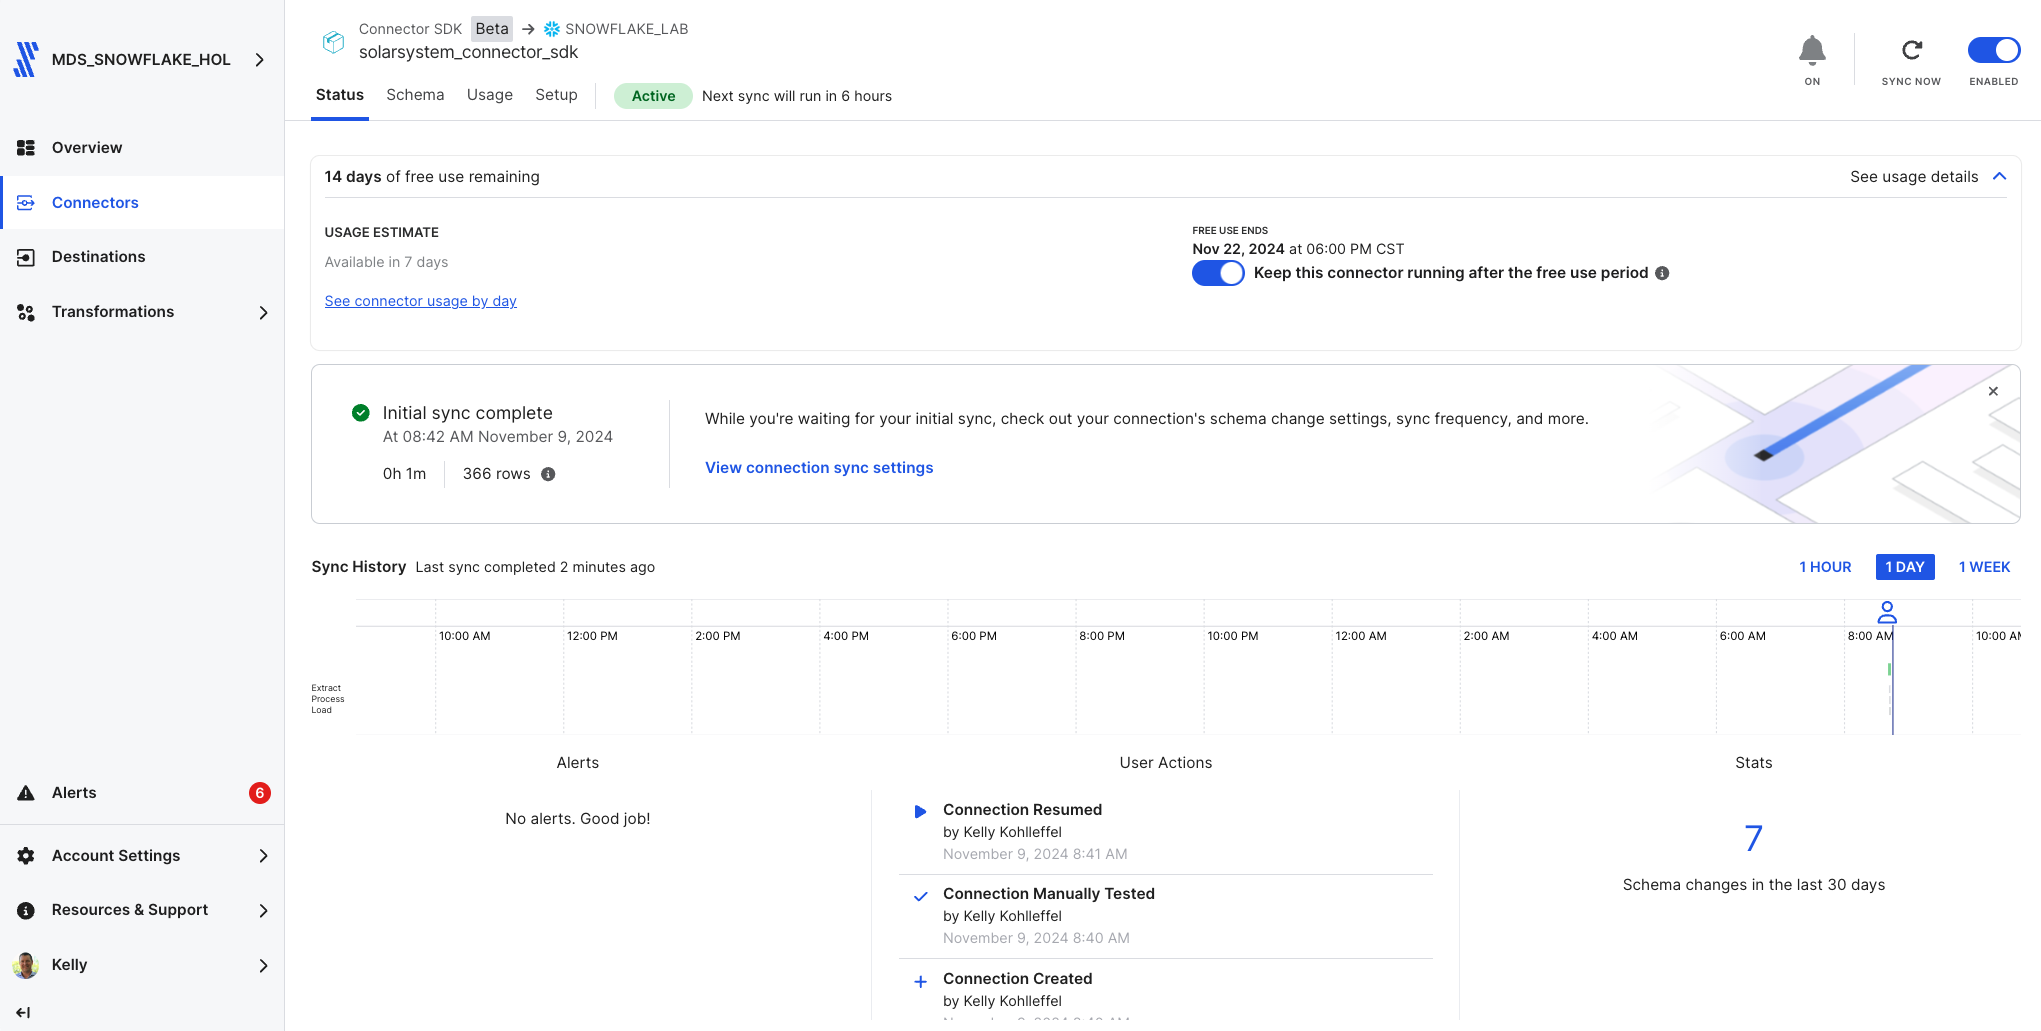 MDS_SNOWFLAKE_HOL
Overview
Connectors
Destinations
Transformations
Alerts
6
Account Settings
Resources & Support
Kelly
Connector SDK Beta → SNOWFLAKE_LAB
solarsystem_connector_sdk
ON
SYNC NOW
ENABLED
Status Schema Usage Setup Active Next sync will run in 6 hours
14 days of free use remaining
See usage details
USAGE ESTIMATE
Available in 7 days
See connector usage by day
FREE USE ENDS
Nov 22, 2024 at 06:00 PM CST
Keep this connector running after the free use period
Initial sync complete
At 08:42 AM November 9, 2024
0h 1m 366 rows
While you're waiting for your initial sync, check out your connection's schema change settings, sync frequency, and more.
View connection sync settings
Sync History Last sync completed 2 minutes ago
1 HOUR 1 DAY 1 WEEK
10:00 AM 12:00 PM 2:00 PM 4:00 PM 6:00 PM 8:00 PM 10:00 PM 12:00 AM 2:00 AM 4:00 AM 6:00 AM 8:00 AM 10:00 AM
Extract
Process
Load
Alerts
No alerts. Good job!
User Actions
Connection Resumed
by Kelly Kohlleffel
November 9, 2024 8:41 AM
Connection Manually Tested
by Kelly Kohlleffel
November 9, 2024 8:40 AM
Connection Created
by Kelly Kohlleffel
Stats
7
Schema changes in the last 30 days